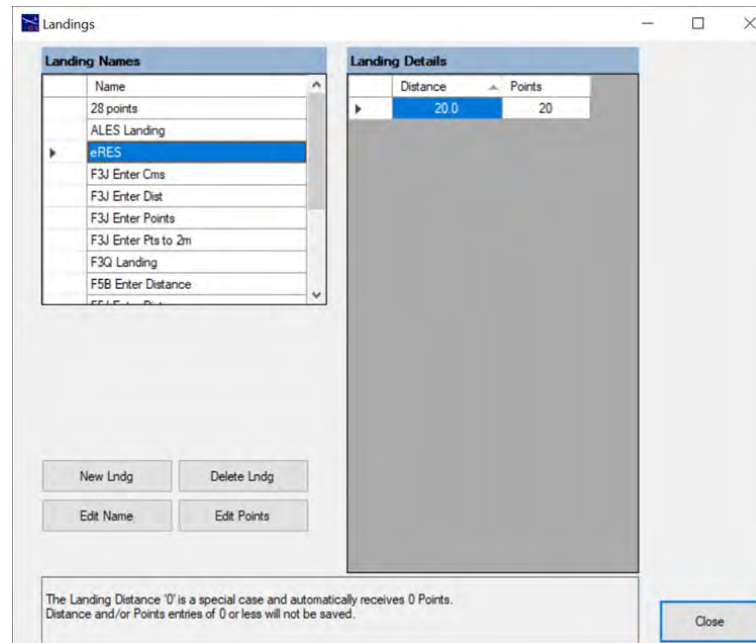 Landings
Landing Names
Name
28 points
ALES Landing
eRES
F3J Enter Cms
F3J Enter Dist
F3J Enter Points
F3J Enter Pts to 2m
F3Q Landing
F5B Enter Distance
New Lndg
Delete Lndg
Edit Name
Edit Points
Landing Details
Distance Points
20.0 20
The Landing Distance '0' is a special case and automatically receives 0 Points.
Distance and/or Points entries of 0 or less will not be saved.
Close